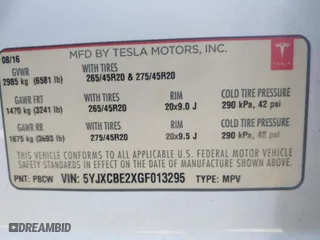 MFD BY TESLA MOTORS, INC.
08/16
GVWR WITH TIRES
2985 kg (6581 lb) 265/45R20 & 275/45R20
TESLA
GAWR FRT WITH TIRES RIM COLD TIRE PRESSURE
1470 kg (3241 lb) 265/45R20 20x9.0 J 290 kPa, 42 psi
GAWR RR WITH TIRES RIM COLD TIRE PRESSURE
1675 kg (3693 lb) 275/45R20 20x9.5 J 290 kPa, 42 psi
THIS VEHICLE CONFORMS TO ALL APPLICABLE U.S. FEDERAL MOTOR VEHICLE
SAFETY STANDARDS IN EFFECT ON THE DATE OF MANUFACTURE SHOWN ABOVE.
PNT: PBCW VIN: 5YJXCBE2XGF013295 TYPE: MPV
DREAMBID